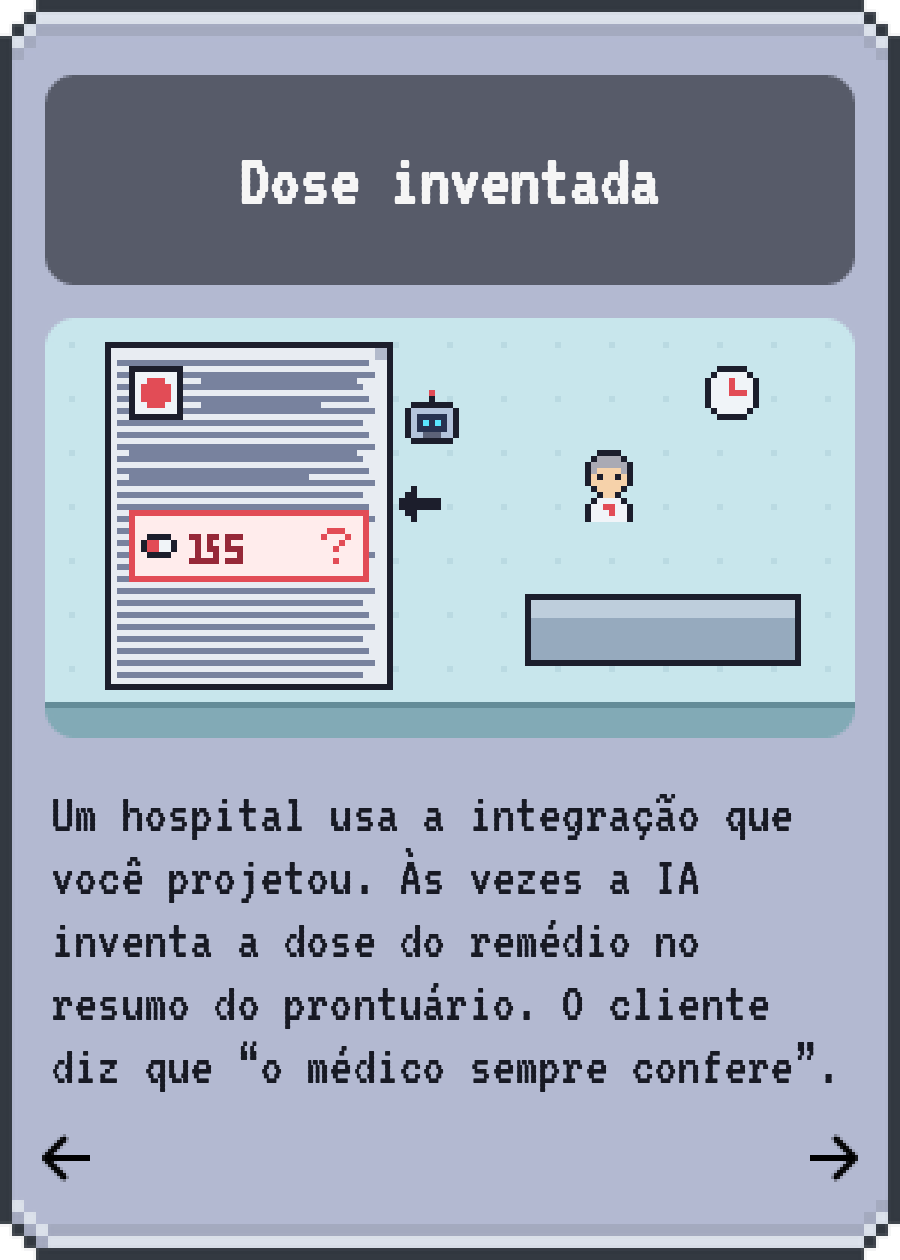 Dose inventada
155 ?
Um hospital usa a integração que
você projetou. Às vezes a IA
inventa a dose do remédio no
resumo do prontuário. O cliente
diz que “o médico sempre confere”.